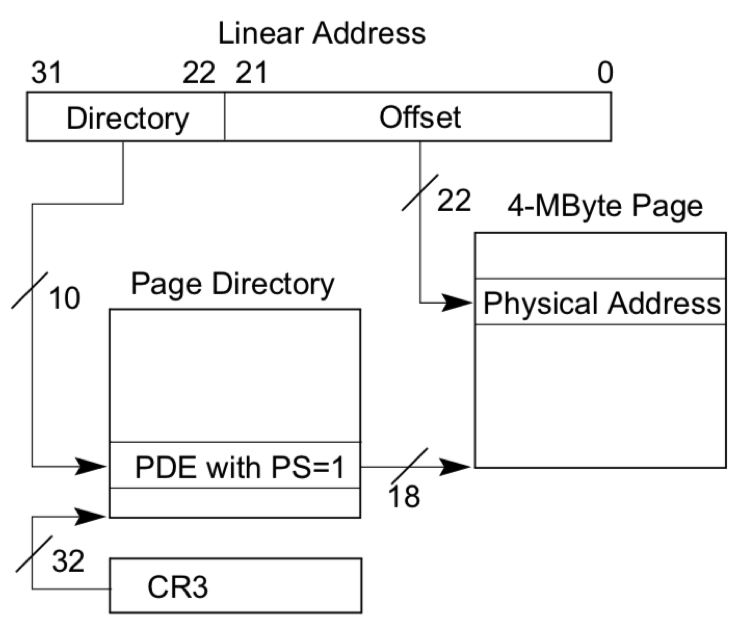 Linear Address
31 22 21 0
Directory Offset
22
4-MByte Page
10
Page Directory
Physical Address
PDE with PS=1
18
32
CR3